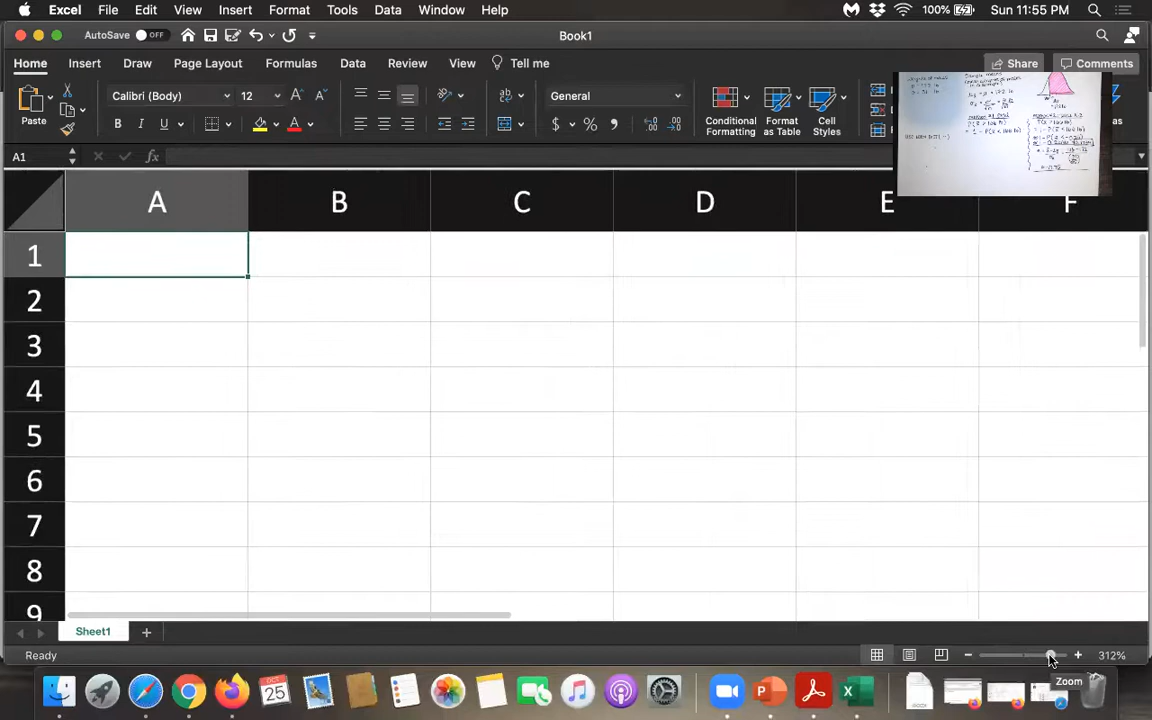 Excel File Edit View Insert Format Tools Data Window Help 100% Sun 11:55 PM
AutoSave OFF Book1
Home Insert Draw Page Layout Formulas Data Review View Tell me Share Comments
Paste Calibri (Body) 12 General Conditional Formatting Format as Table Cell Styles
A1 fx
A B C D E F
1
2
3
4
5
6
7
8
9
Sheet1
Ready 312%
Zoom
OCT
25